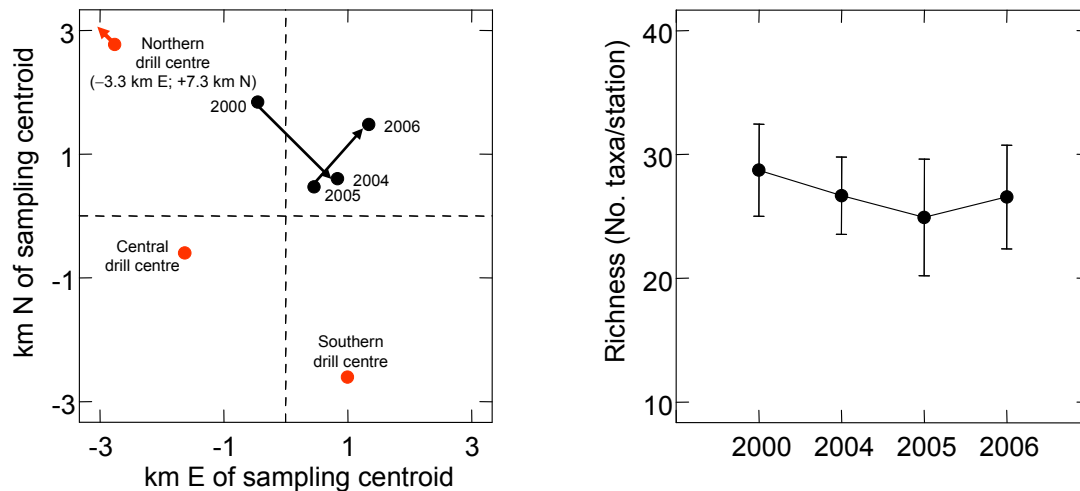 3
1
-1
-3
km N of sampling centroid
Northern
drill centre
(−3.3 km E; +7.3 km N)
2000
2006
2004
2005
Central
drill centre
Southern
drill centre
-3
-1
1
3
km E of sampling centroid
40
30
20
10
Richness (No. taxa/station)
2000 2004 2005 2006